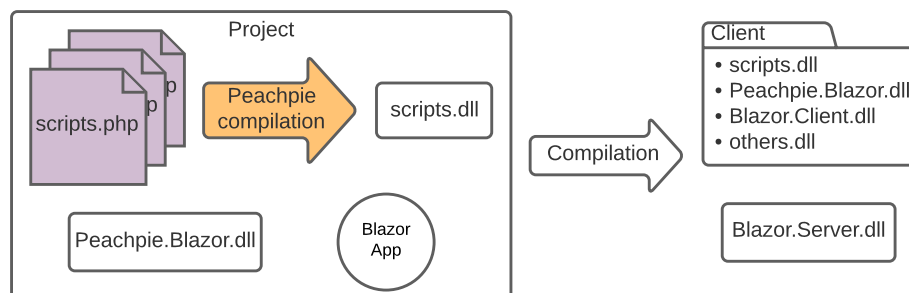 Project
scripts.php
p
p
Peachpie
compilation
scripts.dll
Peachpie.Blazor.dll
Blazor
App
Compilation
Client
• scripts.dll
• Peachpie.Blazor.dll
• Blazor.Client.dll
• others.dll
Blazor.Server.dll